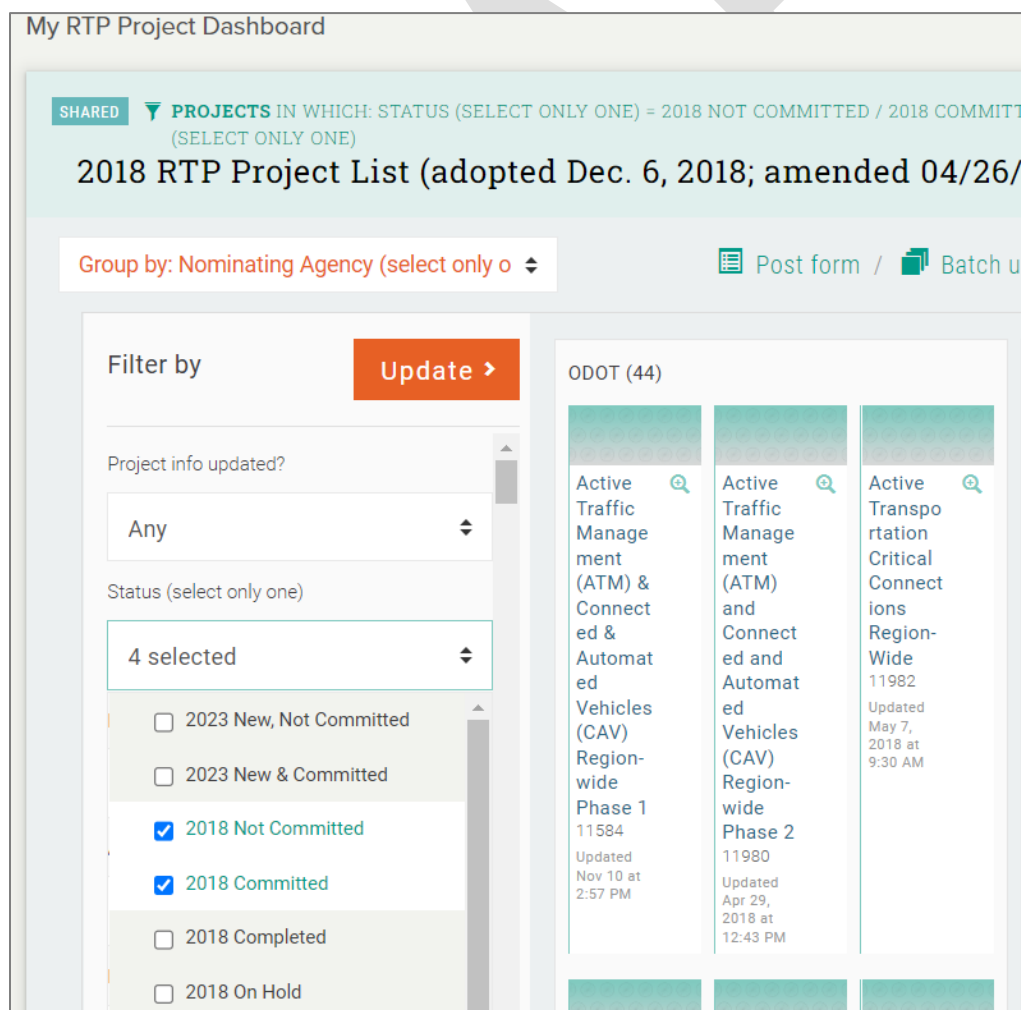 My RTP Project Dashboard
SHARED PROJECTS IN WHICH: STATUS (SELECT ONLY ONE) = 2018 NOT COMMITTED / 2018
(SELECT ONLY ONE)
2018 RTP Project List (adopted Dec. 6, 2018; amended 04/26/
Group by: Nominating Agency (select only o
Post form / Batch u
Filter by
Update >
Project info updated?
Any
Status (select only one)
4 selected
2023 New, Not Committed
2023 New & Committed
2018 Not Committed
2018 Committed
2018 Completed
2018 On Hold
ODOT (44)
Active
Traffic
Manage
ment
(ATM) &
Connect
ed &
Automat
ed
Vehicles
(CAV)
Region-
wide
Phase 1
11584
Updated
Nov 10 at
2:57 PM
Active
Traffic
Manage
ment
(ATM)
and
Connect
ed and
Automat
ed
Vehicles
(CAV)
Region-
wide
Phase 2
11980
Updated
Apr 29,
2018 at
12:43 PM
Active
Transpo
rtation
Critical
Connect
ions
Region-
Wide
11982
Updated
May 7,
2018 at
9:30 AM